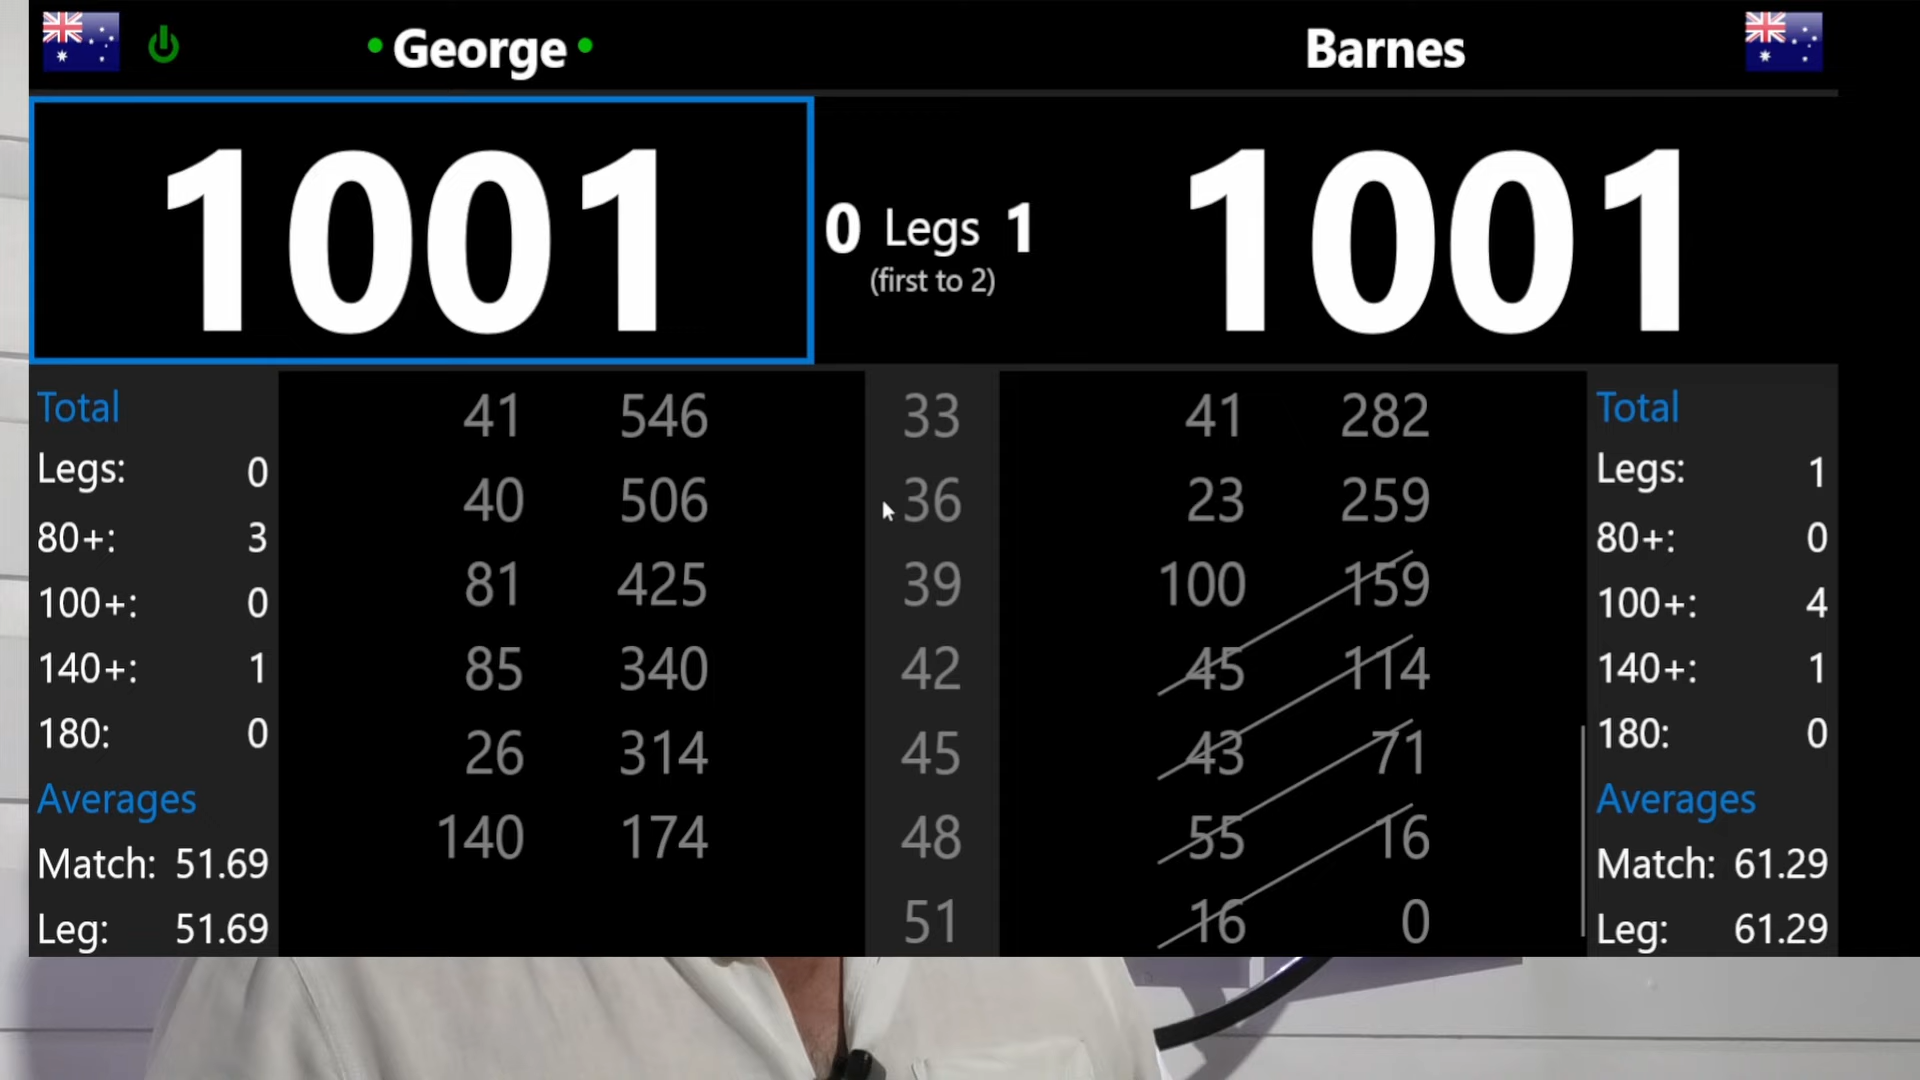 George Barnes
1001 0 Legs 1 1001
(first to 2)
Total 41 546 33 41 282 Total
Legs: 0 Legs: 1
40 506 36 23 259
80+: 3 80+: 0
81 425 39 100 159
100+: 0 100+: 4
140+: 1 85 340 42 45 114 140+: 1
180: 0 26 314 45 43 71 180: 0
Averages Averages
140 174 48 55 16
Match: 51.69 Match: 61.29
Leg: 51.69 51 16 0 Leg: 61.29